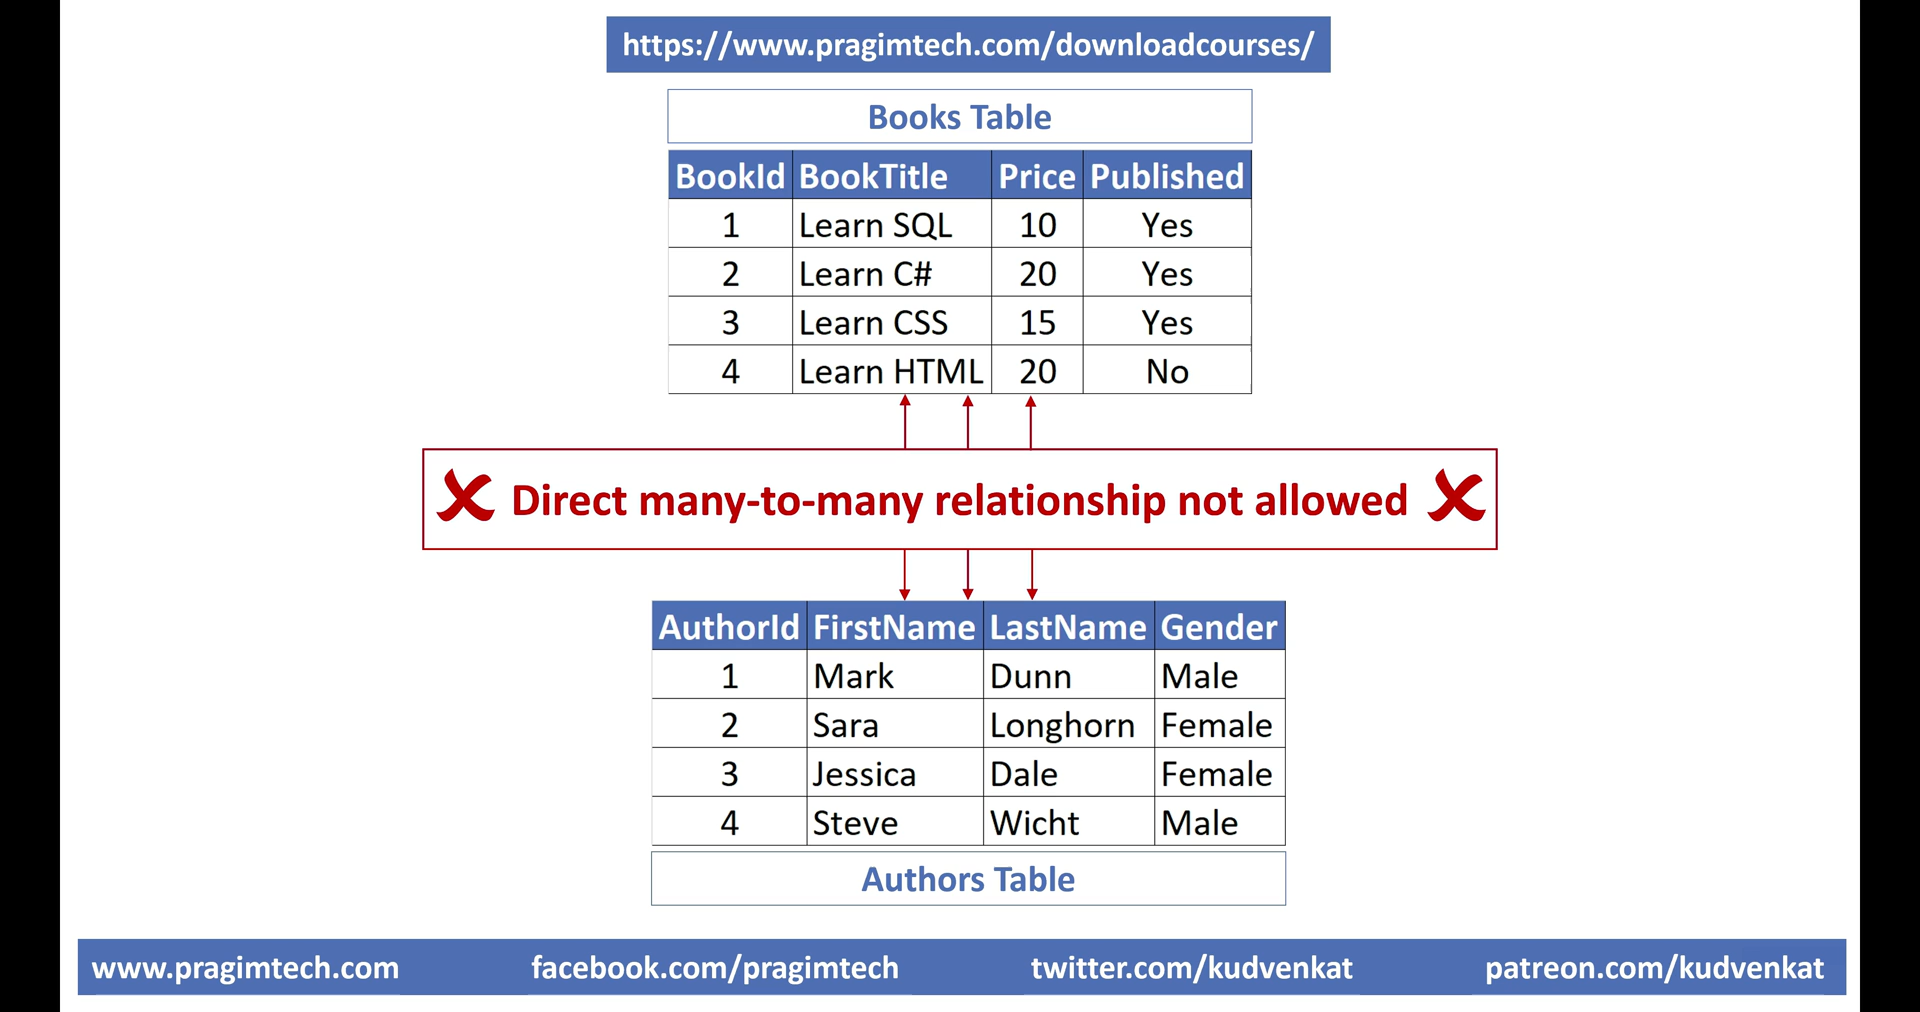 https://www.pragimtech.com/downloadcourses/
Books Table
BookId BookTitle Price Published
1 Learn SQL 10 Yes
2 Learn C# 20 Yes
3 Learn CSS 15 Yes
4 Learn HTML 20 No
Direct many-to-many relationship not allowed
AuthorId FirstName LastName Gender
1 Mark Dunn Male
2 Sara Longhorn Female
3 Jessica Dale Female
4 Steve Wicht Male
Authors Table
www.pragimtech.com facebook.com/pragimtech twitter.com/kudvenkat patreon.com/kudvenkat